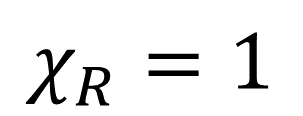 χ_R = 1